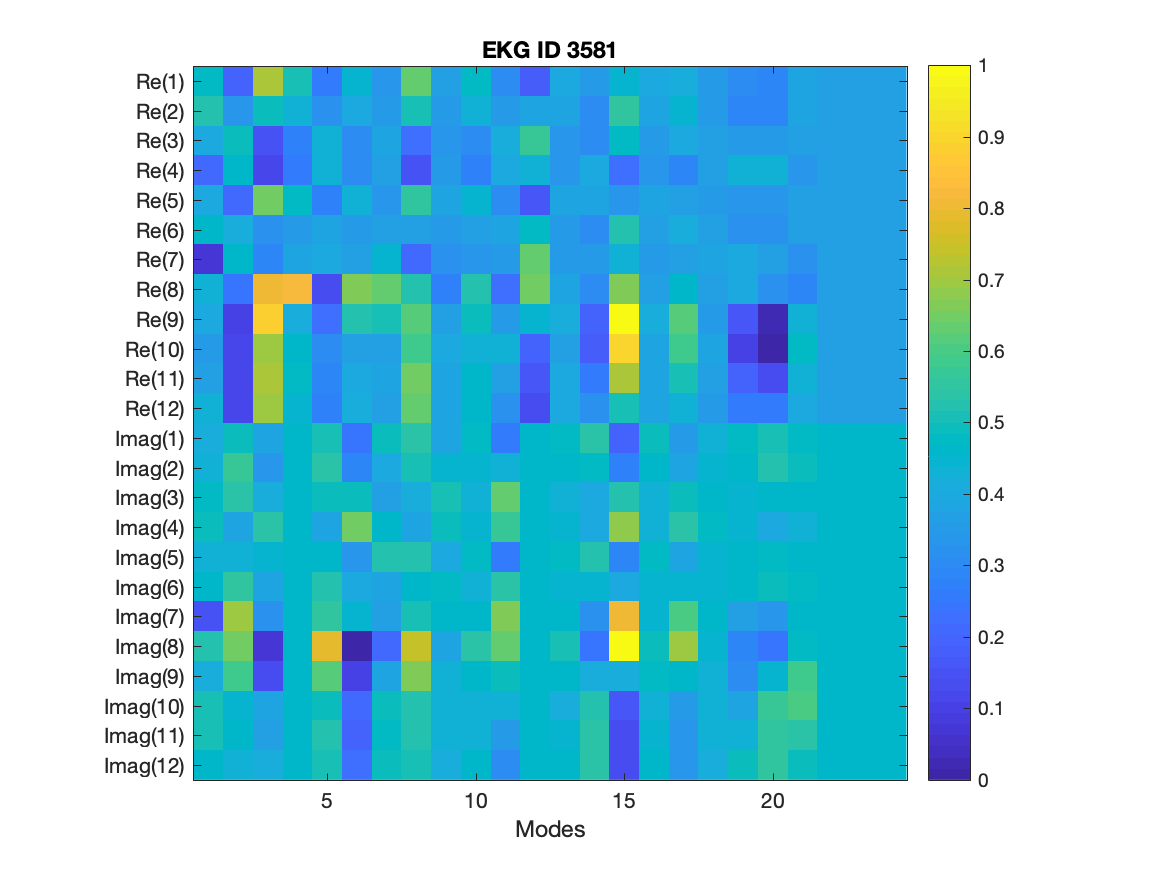 EKG ID 3581
Re(1)
Re(2)
Re(3)
Re(4)
Re(5)
Re(6)
Re(7)
Re(8)
Re(9)
Re(10)
Re(11)
Re(12)
Imag(1)
Imag(2)
Imag(3)
Imag(4)
Imag(5)
Imag(6)
Imag(7)
Imag(8)
Imag(9)
Imag(10)
Imag(11)
Imag(12)
5 10 15 20
Modes
1
0.9
0.8
0.7
0.6
0.5
0.4
0.3
0.2
0.1
0